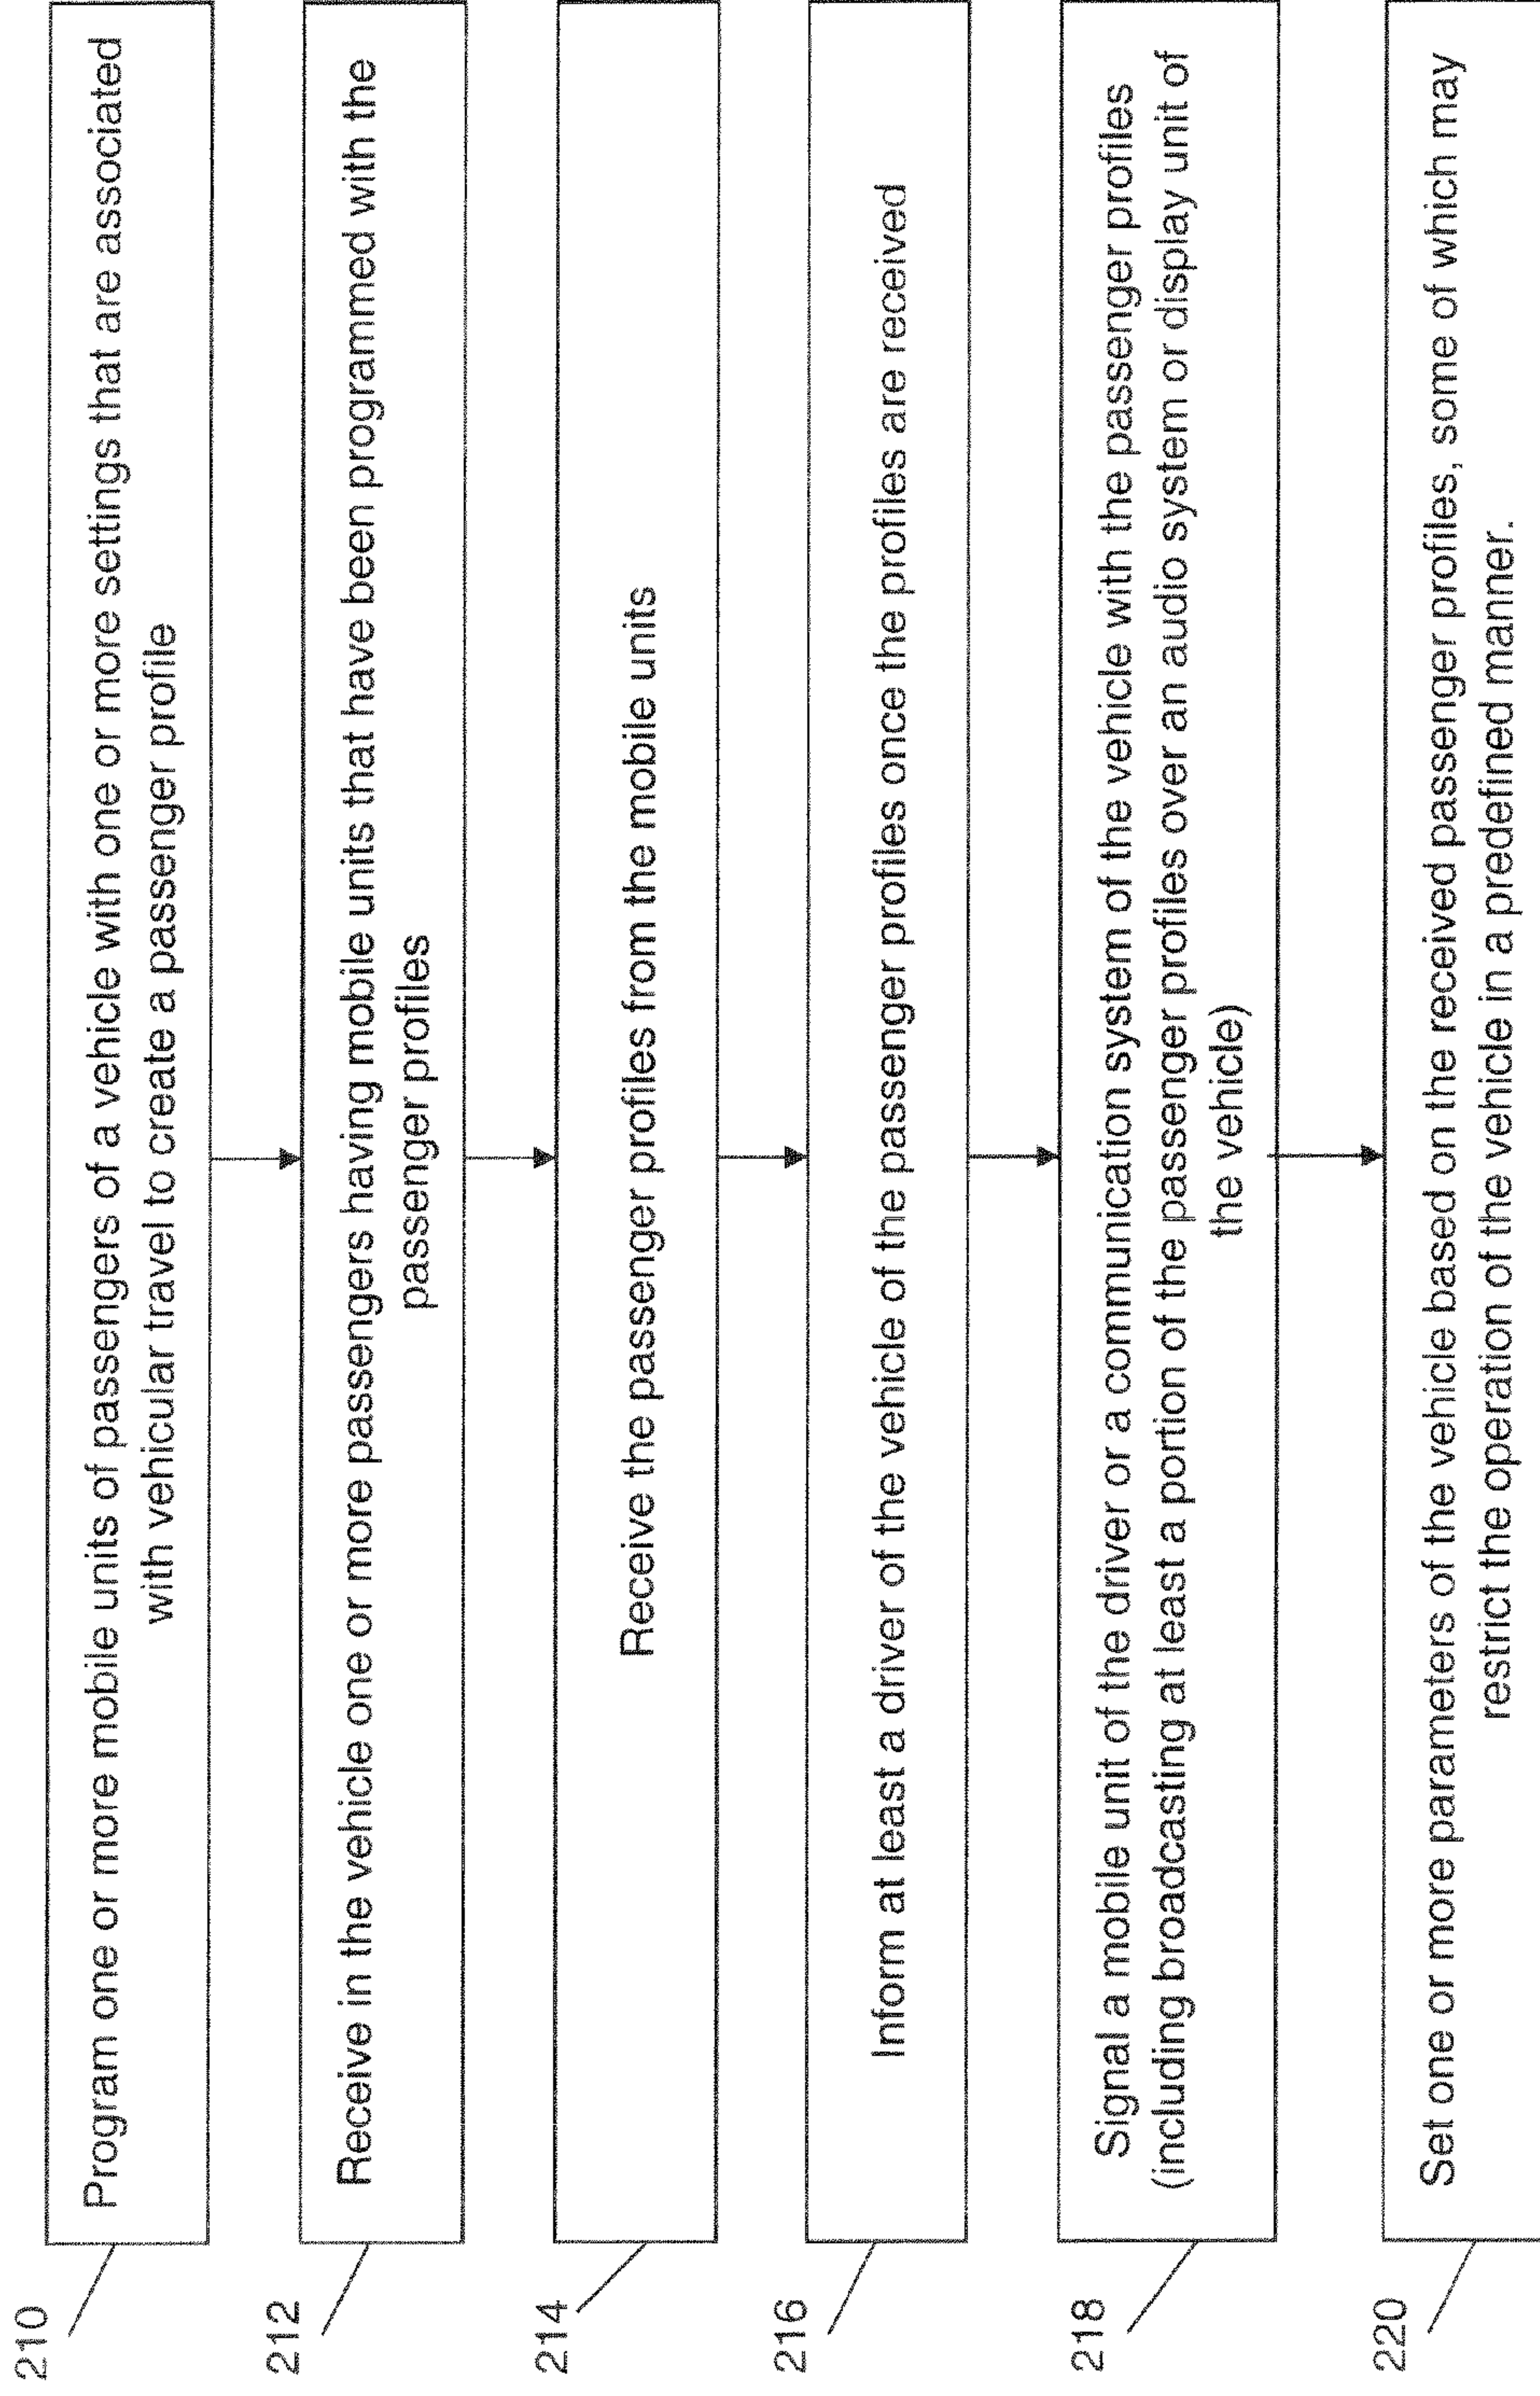 210
Program one or more mobile units of passengers of a vehicle with one or more settings that are associated
with vehicular travel to create a passenger profile
212
Receive in the vehicle one or more passengers having mobile units that have been programmed with the
passenger profiles
214
Receive the passenger profiles from the mobile units
216
Inform at least a driver of the vehicle of the passenger profiles once the profiles are received
218
Signal a mobile unit of the driver or a communication system of the vehicle with the passenger profiles
(including broadcasting at least a portion of the passenger profiles over an audio system or display unit of
the vehicle)
220
Set one or more parameters of the vehicle based on the received passenger profiles, some of which may
restrict the operation of the vehicle in a predefined manner.